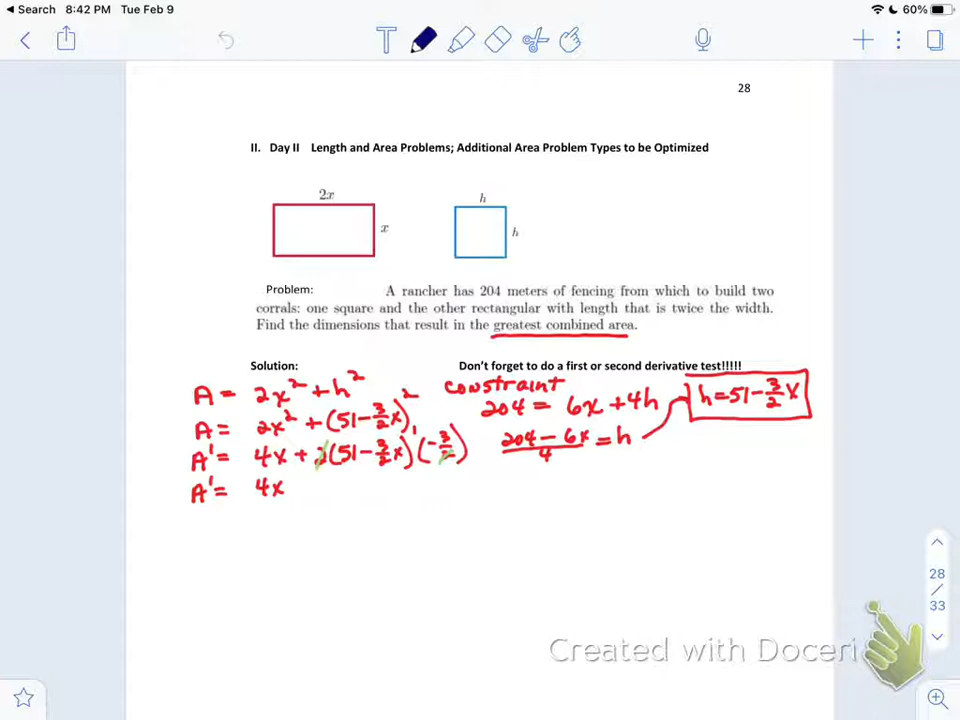 Search 8:42 PM Tue Feb 9 60%
28
II. Day II Length and Area Problems; Additional Area Problem Types to be Optimized
2x
x
h
h
Problem: A rancher has 204 meters of fencing from which to build two
corrals: one square and the other rectangular with length that is twice the width.
Find the dimensions that result in the greatest combined area.
Solution: Don't forget to do a first or second derivative test!!!!!
A = 2x² + h²
constraint
204 = 6x + 4h
h = 51 - 3/2 x
A = 2x² + (51 - 3/2 x)²
(204 - 6x)/4 = h
A' = 4x + 2(51 - 3/2 x)¹(-3/2)
A' = 4x
28
/
33
Created with Doceri